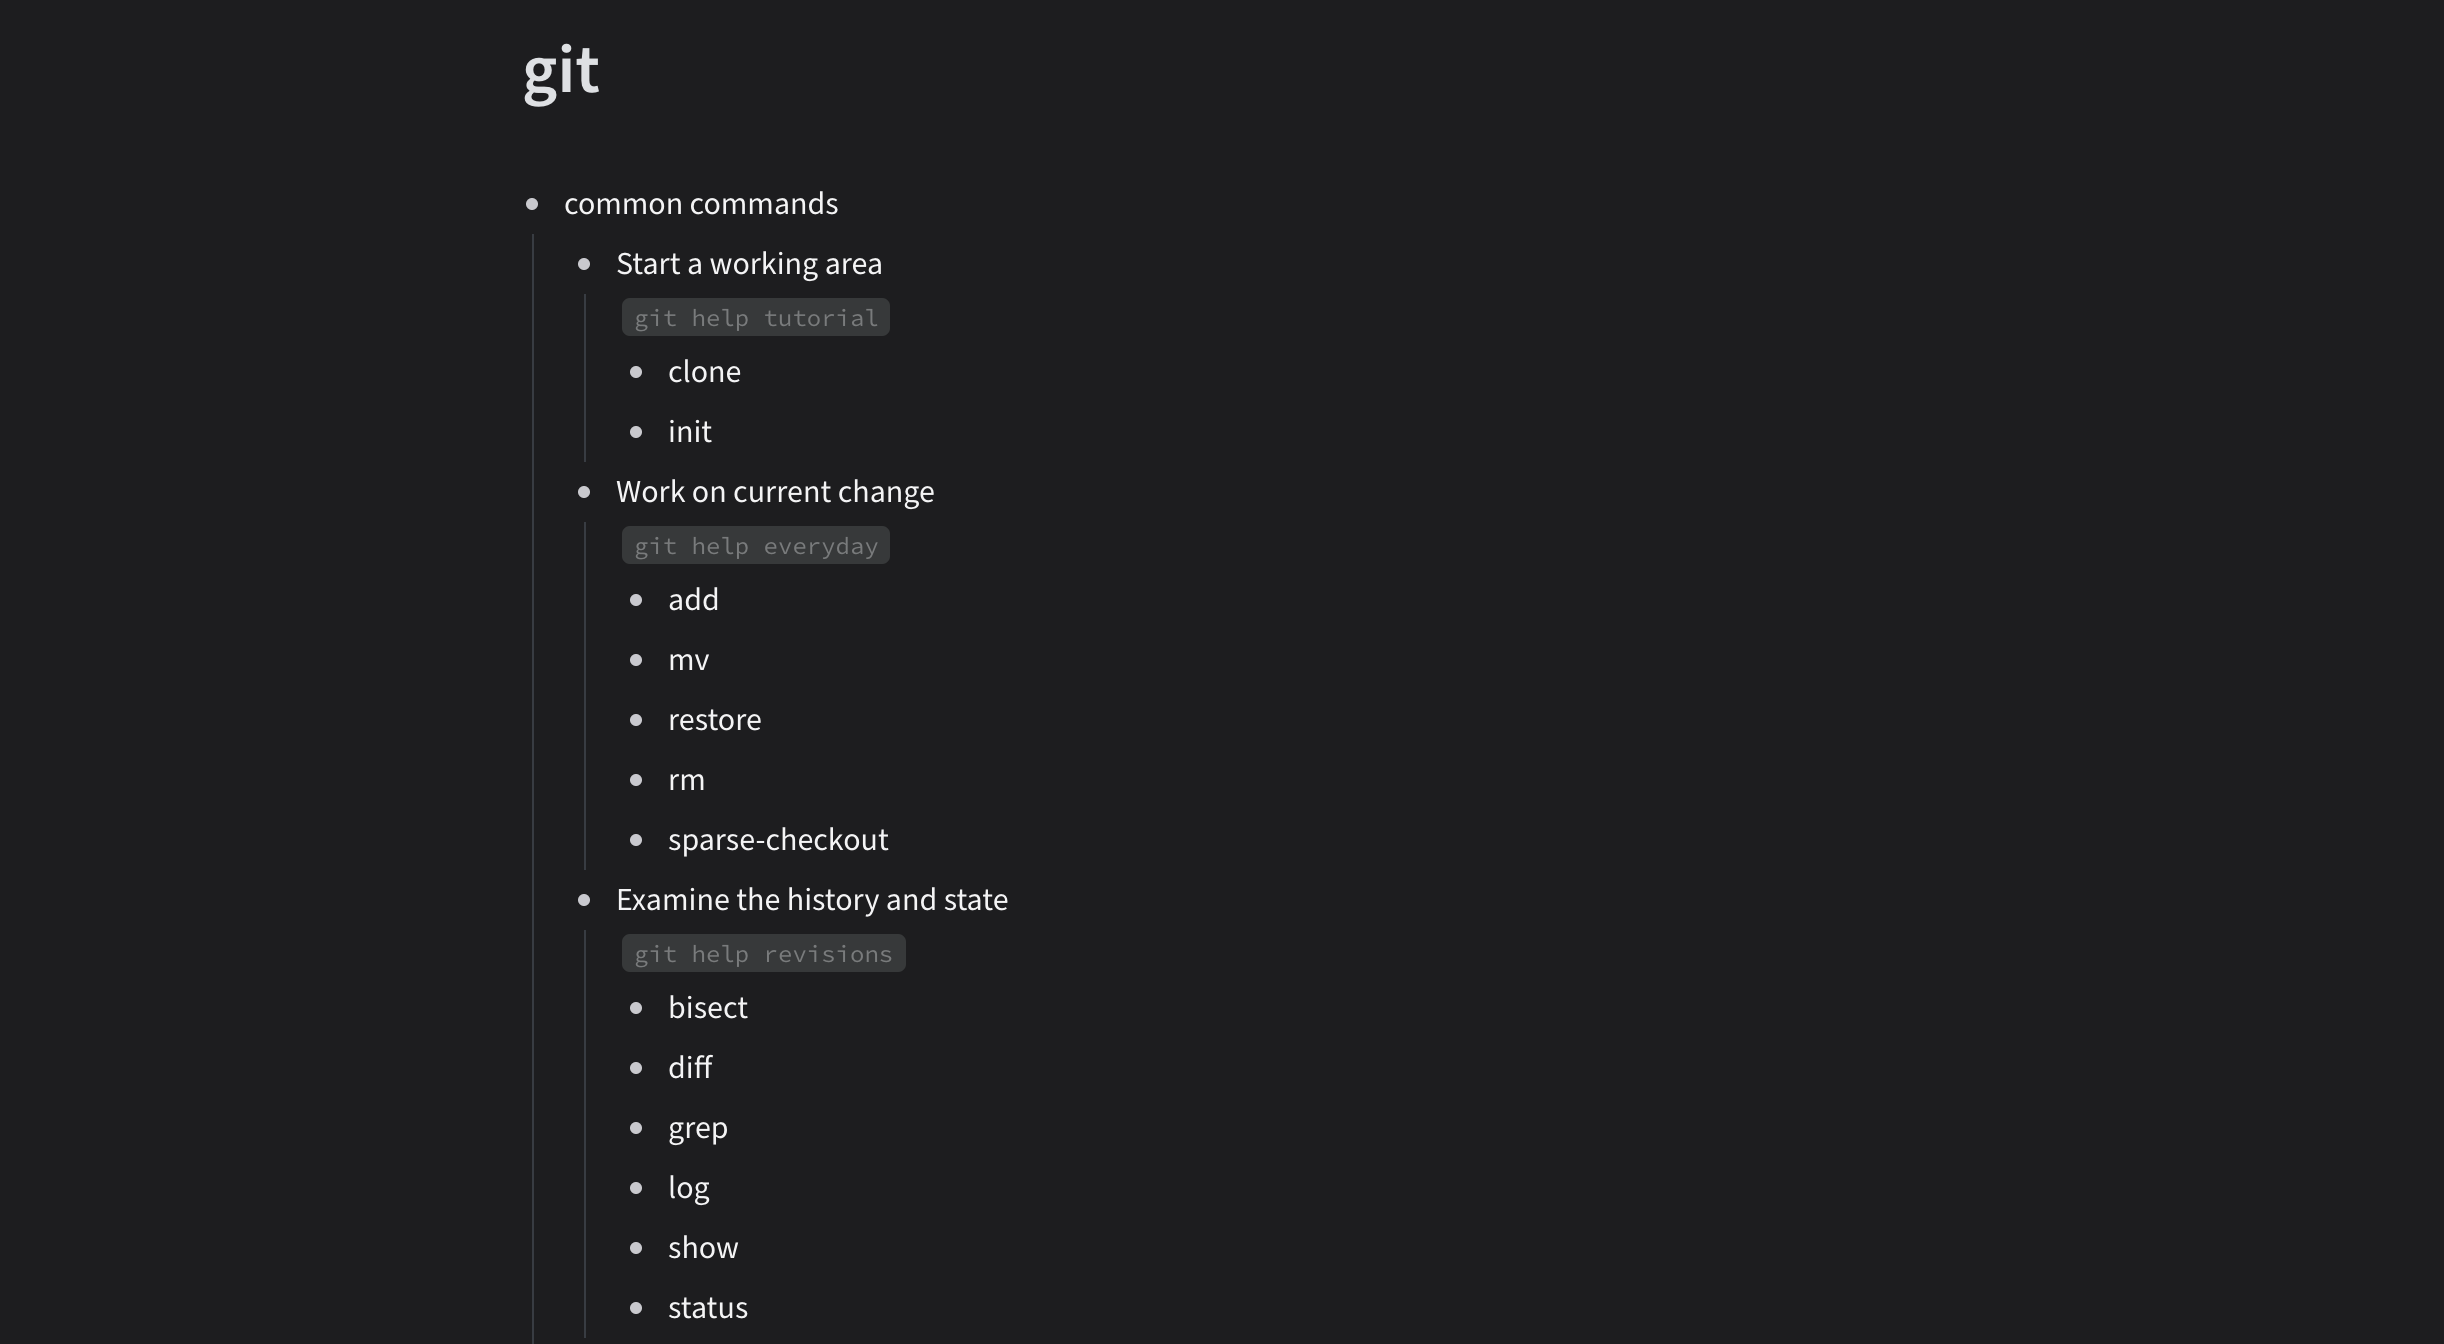 git
common commands
Start a working area
git help tutorial
clone
init
Work on current change
git help everyday
add
mv
restore
rm
sparse-checkout
Examine the history and state
git help revisions
bisect
diff
grep
log
show
status